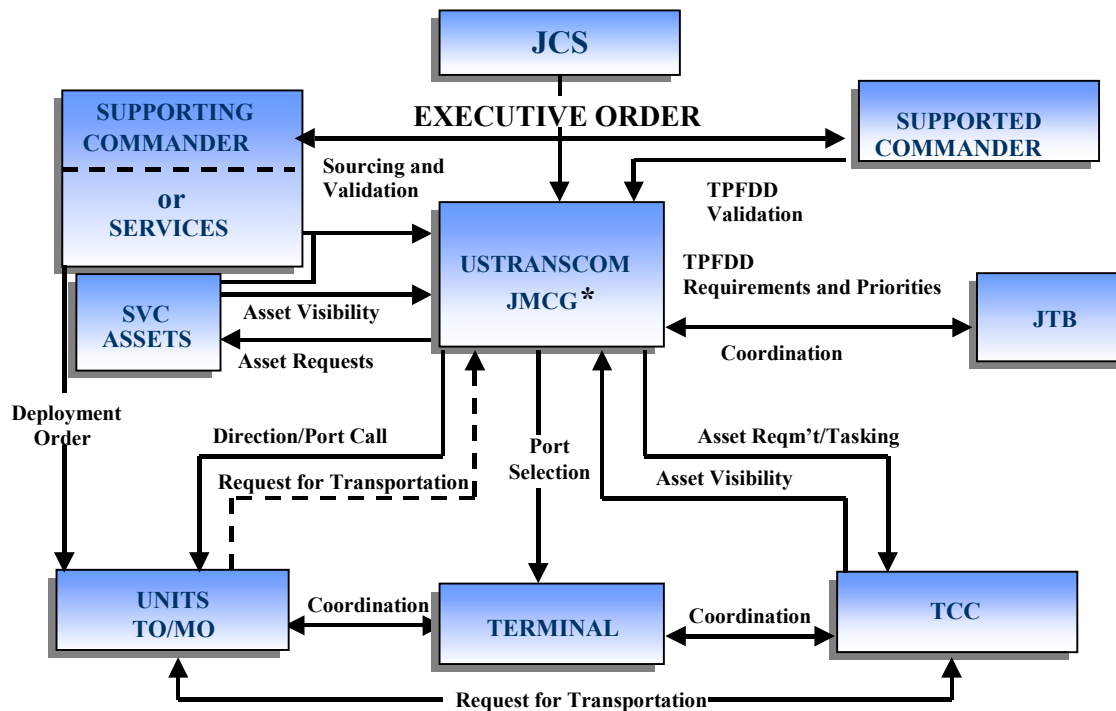 JCS
EXECUTIVE ORDER
SUPPORTING
COMMANDER
or
SERVICES
SUPPORTED
COMMANDER
Sourcing and
Validation
TPFDD
Validation
USTRANSCOM
JMCG*
TPFDD
Requirements and Priorities
SVC
ASSETS
Asset Visibility
Asset Requests
JTB
Coordination
Deployment
Order
Direction/Port Call
Request for Transportation
Port
Selection
Asset Reqm’t/Tasking
Asset Visibility
UNITS
TO/MO
Coordination
TERMINAL
Coordination
TCC
Request for Transportation